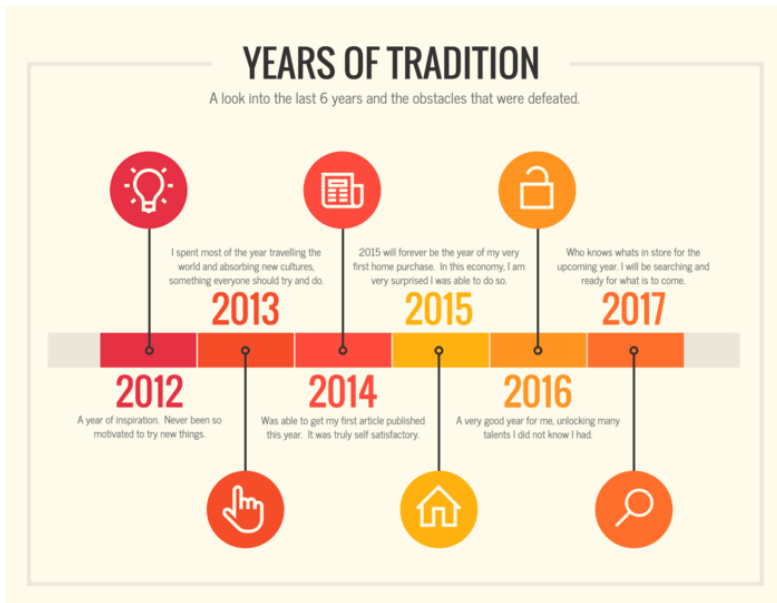 YEARS OF TRADITION
A look into the last 6 years and the obstacles that were defeated.
2012
A year of inspiration. Never been so
motivated to try new things.
I spent most of the year travelling the
world and absorbing new cultures,
something everyone should try and do.
2013
2014
Was able to get my first article published
this year. It was truly self satisfactory.
2015 will forever be the year of my very
first home purchase. In this economy, I am
very surprised I was able to do so.
2015
2016
A very good year for me, unlocking many
talents I did not know I had.
Who knows whats in store for the
upcoming year. I will be searching and
ready for what is to come.
2017